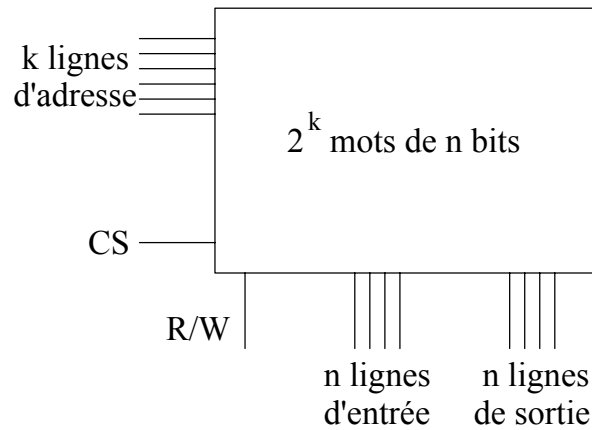 k lignes
d'adresse
2^k mots de n bits
CS
R/W
n lignes
d'entrée
n lignes
de sortie